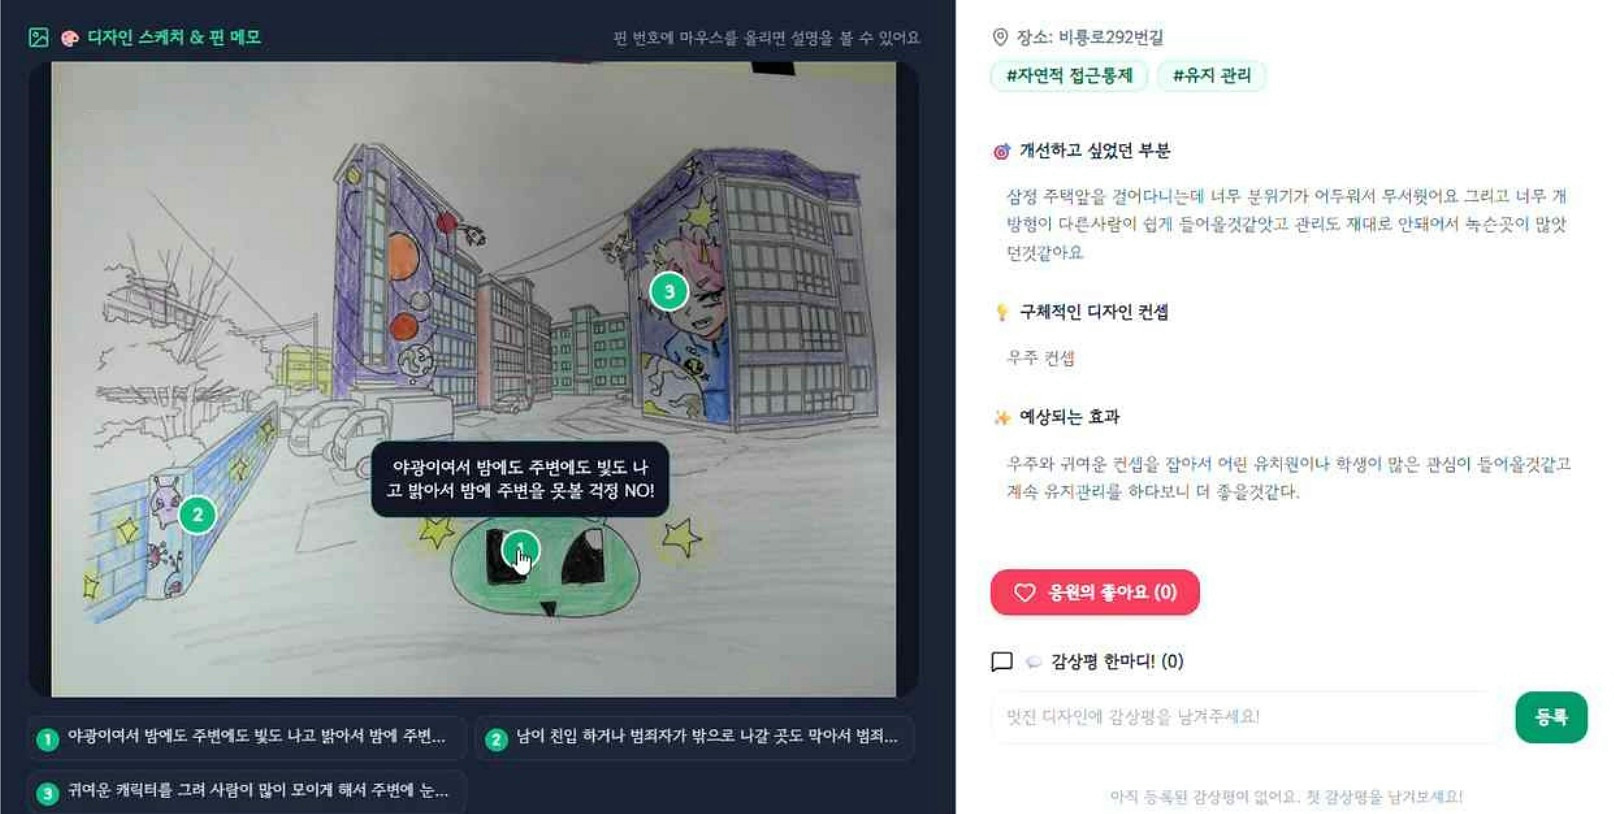 디자인 스케치 & 핀 메모
핀 번호에 마우스를 올리면 설명을 볼 수 있어요
3
2
야광이여서 밤에도 주변에도 빛도 나
고 밝아서 밤에 주변을 못볼 걱정 NO!
1 야광이여서 밤에도 주변에도 빛도 나고 밝아서 밤에 주변...
2 남이 친입 하거나 범죄자가 밖으로 나갈 곳도 막아서 범죄...
3 귀여운 캐릭터를 그려 사람이 많이 모이게 해서 주변에 눈...
장소: 비룡로292번길
#자연적 접근통제 #유지 관리
개선하고 싶었던 부분
삼정 주택앞을 걸어다니는데 너무 분위기가 어두워서 무서웟어요 그리고 너무 개
방형이 다른사람이 쉽게 들어올것같앗고 관리도 재대로 안돼어서 녹슨곳이 많앗
던것같아요
구체적인 디자인 컨셉
우주 컨셉
예상되는 효과
우주와 귀여운 컨셉을 잡아서 어린 유치원이나 학생이 많은 관심이 들어올것같고
계속 유지관리를 하다보니 더 좋을것같다.
응원의 좋아요 (0)
감상평 한마디! (0)
멋진 디자인에 감상평을 남겨주세요!
등록
아직 등록된 감상평이 없어요. 첫 감상평을 남겨보세요!